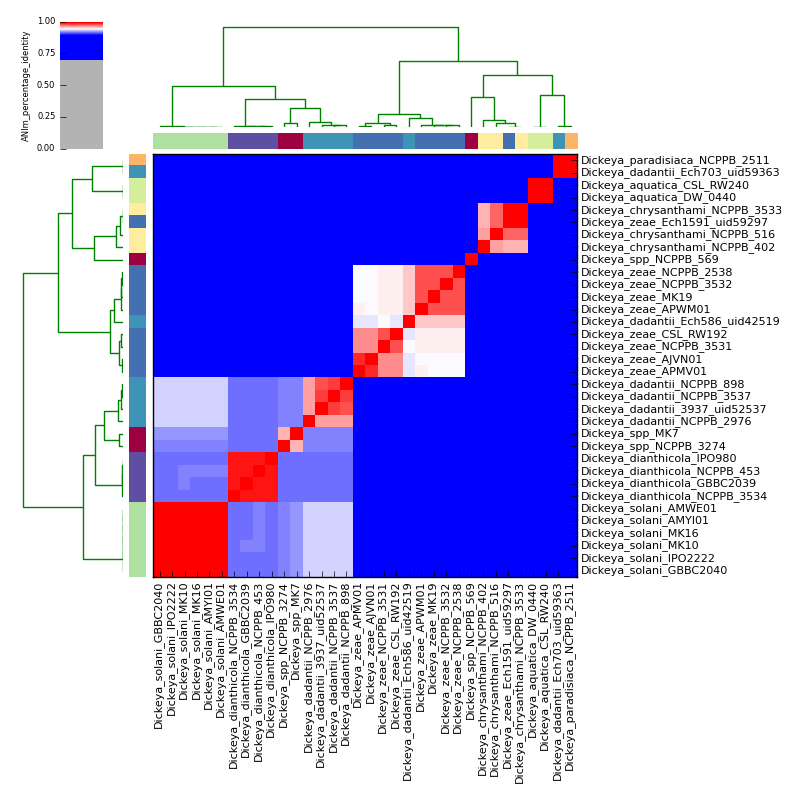 1.00
0.75
0.50
0.25
0.00
ANIm_percentage_identity
Dickeya_paradisiaca_NCPPB_2511
Dickeya_dadantii_Ech703_uid59363
Dickeya_aquatica_CSL_RW240
Dickeya_aquatica_DW_0440
Dickeya_chrysanthami_NCPPB_3533
Dickeya_zeae_Ech1591_uid59297
Dickeya_chrysanthami_NCPPB_516
Dickeya_chrysanthami_NCPPB_402
Dickeya_spp_NCPPB_569
Dickeya_zeae_NCPPB_2538
Dickeya_zeae_NCPPB_3532
Dickeya_zeae_MK19
Dickeya_zeae_APWM01
Dickeya_dadantii_Ech586_uid42519
Dickeya_zeae_CSL_RW192
Dickeya_zeae_NCPPB_3531
Dickeya_zeae_AJVN01
Dickeya_zeae_APMV01
Dickeya_dadantii_NCPPB_898
Dickeya_dadantii_NCPPB_3537
Dickeya_dadantii_3937_uid52537
Dickeya_dadantii_NCPPB_2976
Dickeya_spp_MK7
Dickeya_spp_NCPPB_3274
Dickeya_dianthicola_IPO980
Dickeya_dianthicola_NCPPB_453
Dickeya_dianthicola_GBBC2039
Dickeya_dianthicola_NCPPB_3534
Dickeya_solani_AMWE01
Dickeya_solani_AMYI01
Dickeya_solani_MK16
Dickeya_solani_MK10
Dickeya_solani_IPO2222
Dickeya_solani_GBBC2040
Dickeya_solani_GBBC2040
Dickeya_solani_IPO2222
Dickeya_solani_MK10
Dickeya_solani_MK16
Dickeya_solani_AMYI01
Dickeya_solani_AMWE01
Dickeya_dianthicola_NCPPB_3534
Dickeya_dianthicola_GBBC2039
Dickeya_dianthicola_NCPPB_453
Dickeya_dianthicola_IPO980
Dickeya_spp_NCPPB_3274
Dickeya_spp_MK7
Dickeya_dadantii_NCPPB_2976
Dickeya_dadantii_3937_uid52537
Dickeya_dadantii_NCPPB_3537
Dickeya_dadantii_NCPPB_898
Dickeya_zeae_APMV01
Dickeya_zeae_AJVN01
Dickeya_zeae_NCPPB_3531
Dickeya_zeae_CSL_RW192
Dickeya_dadantii_Ech586_uid42519
Dickeya_zeae_APWM01
Dickeya_zeae_MK19
Dickeya_zeae_NCPPB_3532
Dickeya_zeae_NCPPB_2538
Dickeya_spp_NCPPB_569
Dickeya_chrysanthami_NCPPB_402
Dickeya_chrysanthami_NCPPB_516
Dickeya_zeae_Ech1591_uid59297
Dickeya_chrysanthami_NCPPB_3533
Dickeya_aquatica_DW_0440
Dickeya_aquatica_CSL_RW240
Dickeya_dadantii_Ech703_uid59363
Dickeya_paradisiaca_NCPPB_2511